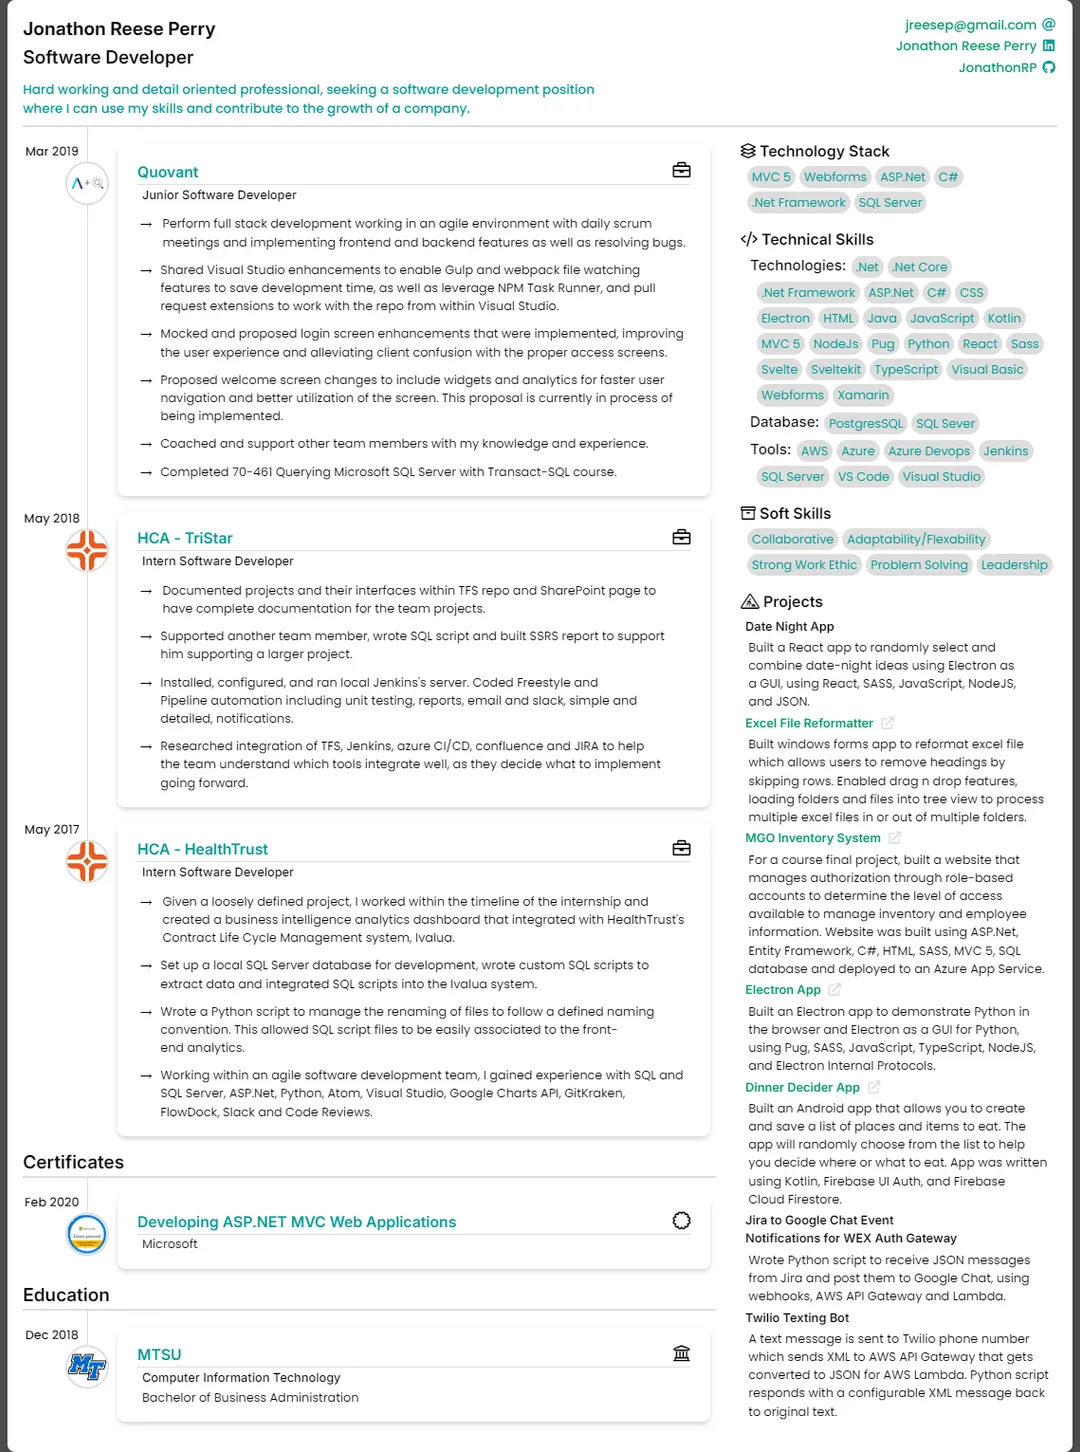 Jonathon Reese Perry
Software Developer
Hard working and detail oriented professional, seeking a software development position
where I can use my skills and contribute to the growth of a company.
jreesep@gmail.com
Jonathon Reese Perry
JonathonRP
Mar 2019
Quovant
Junior Software Developer
→ Perform full stack development working in an agile environment with daily scrum
meetings and implementing frontend and backend features as well as resolving bugs.
→ Shared Visual Studio enhancements to enable Gulp and webpack file watching
features to save development time, as well as leverage NPM Task Runner, and pull
request extensions to work with the repo from within Visual Studio.
→ Mocked and proposed login screen enhancements that were implemented, improving
the user experience and alleviating client confusion with the proper access screens.
→ Proposed welcome screen changes to include widgets and analytics for faster user
navigation and better utilization of the screen. This proposal is currently in process of
being implemented.
→ Coached and support other team members with my knowledge and experience.
→ Completed 70-461 Querying Microsoft SQL Server with Transact-SQL course.
May 2018
HCA - TriStar
Intern Software Developer
→ Documented projects and their interfaces within TFS repo and SharePoint page to
have complete documentation for the team projects.
→ Supported another team member, wrote SQL script and built SSRS report to support
him supporting a larger project.
→ Installed, configured, and ran local Jenkins's server. Coded Freestyle and
Pipeline automation including unit testing, reports, email and slack, simple and
detailed, notifications.
→ Researched integration of TFS, Jenkins, azure CI/CD, confluence and JIRA to help
the team understand which tools integrate well, as they decide what to implement
going forward.
May 2017
HCA - HealthTrust
Intern Software Developer
→ Given a loosely defined project, I worked within the timeline of the internship and
created a business intelligence analytics dashboard that integrated with HealthTrust's
Contract Life Cycle Management system, Ivalua.
→ Set up a local SQL Server database for development, wrote custom SQL scripts to
extract data and integrated SQL scripts into the Ivalua system.
→ Wrote a Python script to manage the renaming of files to follow a defined naming
convention. This allowed SQL script files to be easily associated to the front-
end analytics.
→ Working within an agile software development team, I gained experience with SQL and
SQL Server, ASP.Net, Python, Atom, Visual Studio, Google Charts API, GitKraken,
FlowDock, Slack and Code Reviews.
Certificates
Feb 2020
Developing ASP.NET MVC Web Applications
Microsoft
Education
Dec 2018
MT
MTSU
Computer Information Technology
Bachelor of Business Administration
Technology Stack
MVC 5 Webforms ASP.Net C#
.Net Framework SQL Server
Technical Skills
Technologies: .Net .Net Core
.Net Framework ASP.Net C# CSS
Electron HTML Java JavaScript Kotlin
MVC 5 NodeJs Pug Python React Sass
Svelte Sveltekit TypeScript Visual Basic
Webforms Xamarin
Database: PostgresSQL SQL Sever
Tools: AWS Azure Azure Devops Jenkins
SQL Server VS Code Visual Studio
Soft Skills
Collaborative Adaptability/Flexability
Strong Work Ethic Problem Solving Leadership
Projects
Date Night App
Built a React app to randomly select and
combine date-night ideas using Electron as
a GUI, using React, SASS, JavaScript, NodeJS,
and JSON.
Excel File Reformatter
Built windows forms app to reformat excel file
which allows users to remove headings by
skipping rows. Enabled drag n drop features,
loading folders and files into tree view to process
multiple excel files in or out of multiple folders.
MGO Inventory System
For a course final project, built a website that
manages authorization through role-based
accounts to determine the level of access
available to manage inventory and employee
information. Website was built using ASP.Net,
Entity Framework, C#, HTML, SASS, MVC 5, SQL
database and deployed to an Azure App Service.
Electron App
Built an Electron app to demonstrate Python in
the browser and Electron as a GUI for Python,
using Pug, SASS, JavaScript, TypeScript, NodeJS,
and Electron Internal Protocols.
Dinner Decider App
Built an Android app that allows you to create
and save a list of places and items to eat. The
app will randomly choose from the list to help
you decide where or what to eat. App was written
using Kotlin, Firebase UI Auth, and Firebase
Cloud Firestore.
Jira to Google Chat Event
Notifications for WEX Auth Gateway
Wrote Python script to receive JSON messages
from Jira and post them to Google Chat, using
webhooks, AWS API Gateway and Lambda.
Twilio Texting Bot
A text message is sent to Twilio phone number
which sends XML to AWS API Gateway that gets
converted to JSON for AWS Lambda. Python script
responds with a configurable XML message back
to original text.